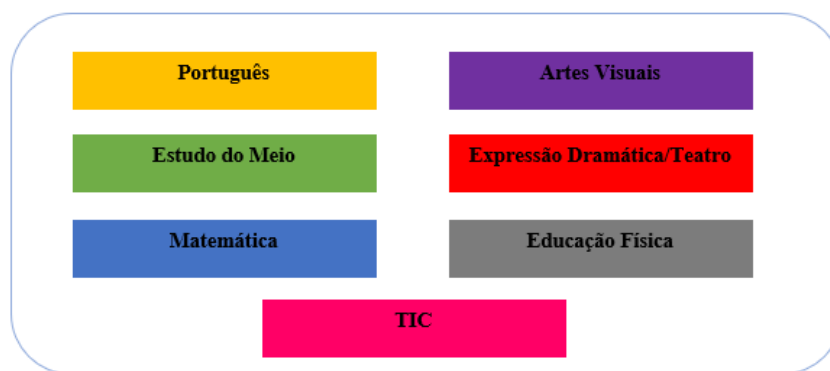 Português
Artes Visuais
Estudo do Meio
Expressão Dramática/Teatro
Matemática
Educação Física
TIC